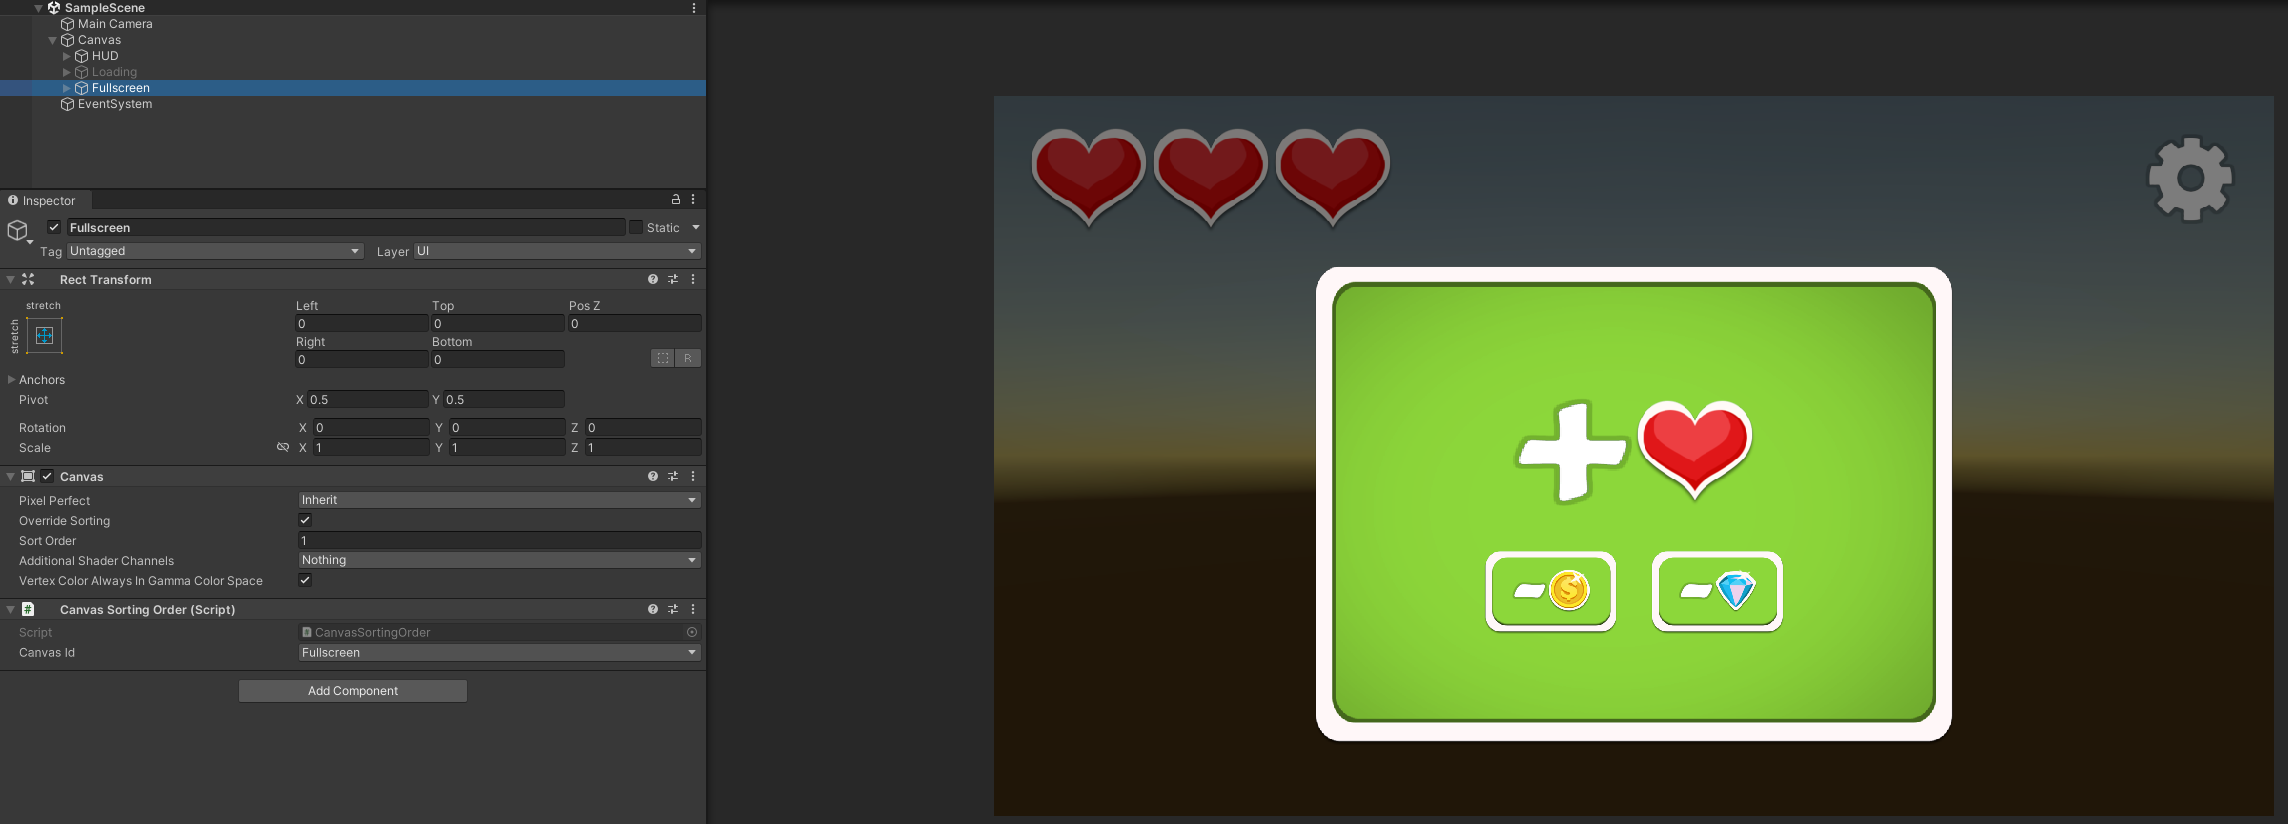 SampleScene
Main Camera
Canvas
HUD
Loading
Fullscreen
EventSystem
Inspector
Fullscreen
Static
Tag Untagged Layer UI
Rect Transform
stretch
stretch
Left Top Pos Z
0 0 0
Right Bottom
0 0
R
Anchors
Pivot X 0.5 Y 0.5
Rotation X 0 Y 0 Z 0
Scale X 1 Y 1 Z 1
Canvas
Pixel Perfect Inherit
Override Sorting
Sort Order 1
Additional Shader Channels Nothing
Vertex Color Always In Gamma Color Space
# Canvas Sorting Order (Script)
Script CanvasSortingOrder
Canvas Id Fullscreen
Add Component
$